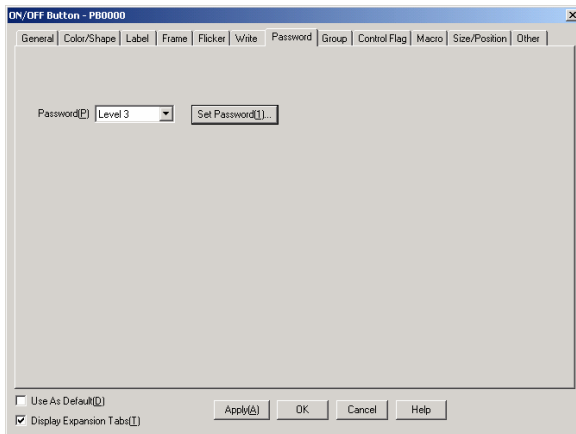 ON/OFF Button - PB0000
General Color/Shape Label Frame Flicker Write Password Group Control Flag Macro Size/Position Other
Password(P) Level 3 Set Password(1)...
Use As Default(D)
Display Expansion Tabs(T)
Apply(A) OK Cancel Help